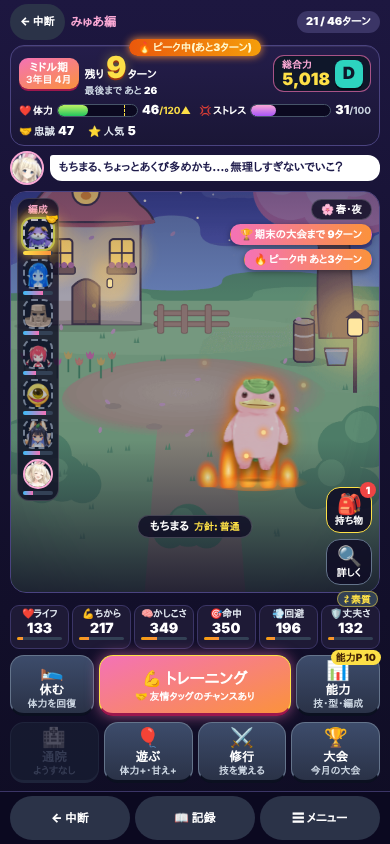 ← 中断
みゅあ編
21 / 46ターン
🔥 ピーク中(あと3ターン)
ミドル期
3年目 4月
残り 9 ターン
最後まで あと 26
総合力
5,018 D
❤️ 体力 46/120▲
💢 ストレス 31/100
🤝 忠誠 47 ⭐ 人気 5
もちまる、ちょっとあくび多めかも…。無理しすぎないでいこ?
編成
🌸 春・夜
🏆 期末の大会まで 9ターン
🔥 ピーク中 あと3ターン
もちまる 方針: 普通
1
🎒
持ち物
🔍
詳しく
素質
❤️ライフ
133
💪ちから
217
🧠かしこさ
349
🎯命中
350
💨回避
196
🛡️丈夫さ
132
能力P 10
🛌
休む
体力を回復
💪 トレーニング
🤝 友情タッグのチャンスあり
📊
能力
技・型・編成
🏥
通院
ようすなし
🎈
遊ぶ
体力+・甘え+
⚔️
修行
技を覚える
🏆
大会
今月の大会
← 中断
📖 記録
☰ メニュー